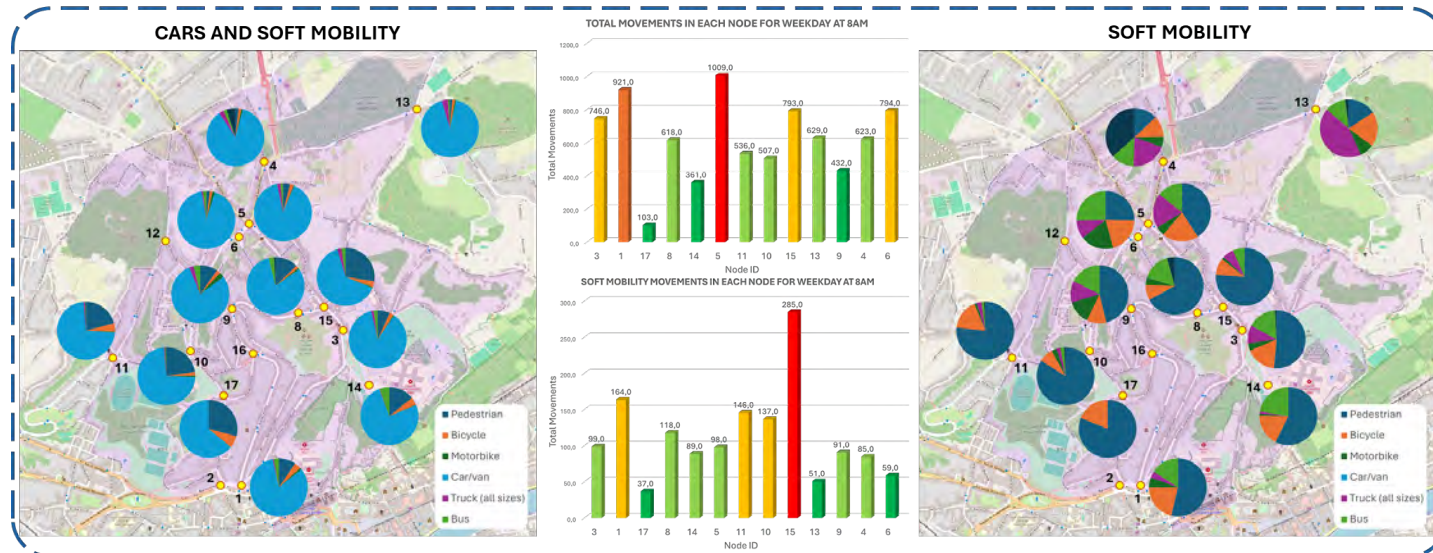 CARS AND SOFT MOBILITY
13
4
5
6
12
9
8
15
3
11
10
16
17
14
2
1
Pedestrian
Bicycle
Motorbike
Car/van
Truck (all sizes)
Bus
TOTAL MOVEMENTS IN EACH NODE FOR WEEKDAY AT 8AM
Total Movements
1200,0
1000,0
800,0
600,0
400,0
200,0
0,0
746,0 921,0 103,0 618,0 361,0 1009,0 536,0 507,0 793,0 629,0 432,0 623,0 794,0
3 1 17 8 14 5 11 10 15 13 9 4 6
Node ID
SOFT MOBILITY MOVEMENTS IN EACH NODE FOR WEEKDAY AT 8AM
Total Movements
300,0
250,0
200,0
150,0
100,0
50,0
0,0
99,0 164,0 37,0 118,0 89,0 98,0 146,0 137,0 285,0 51,0 91,0 85,0 59,0
3 1 17 8 14 5 11 10 15 13 9 4 6
Node ID
SOFT MOBILITY
13
4
5
6
12
9
8
15
3
11
10
16
17
14
2
1
Pedestrian
Bicycle
Motorbike
Car/van
Truck (all sizes)
Bus